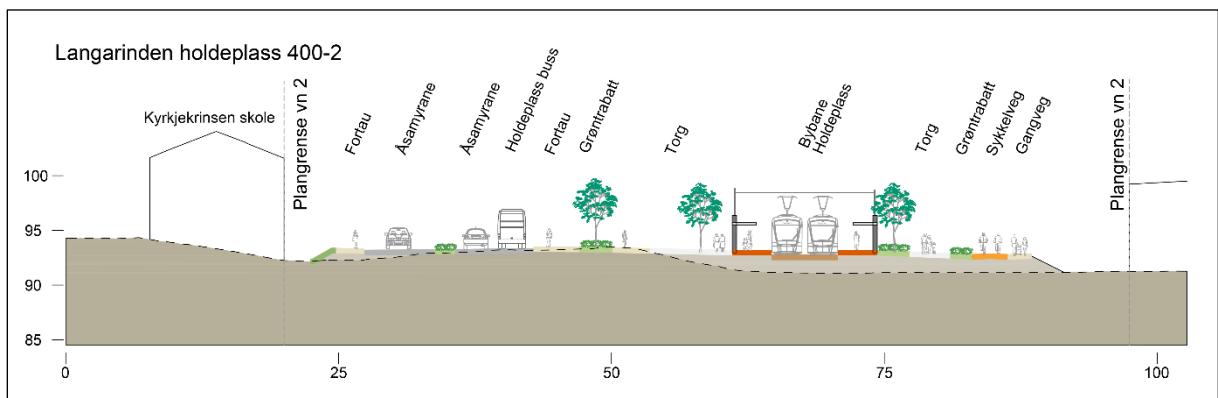 Langarinden holdeplass 400-2
Kyrkjekrinsen skole
Plangrense vn 2
Fortau
Åsamyrane
Åsamyrane
Holdeplass buss
Fortau
Grøntrabatt
Torg
Bybane
Holdeplass
Torg
Grøntrabatt
Sykkelveg
Gangveg
Plangrense vn 2
100
95
90
85
0
25
50
75
100